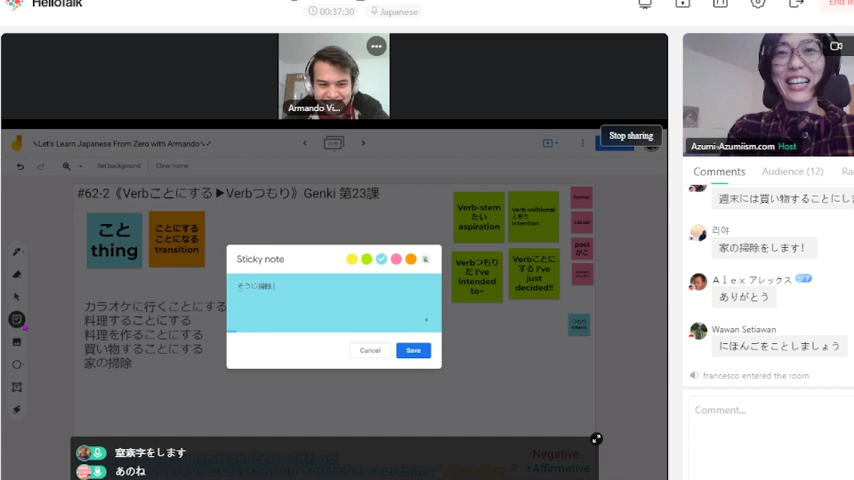 HelloTalk
00:37:30
Japanese
Armando Vi...
Stop sharing
Azumi-Azumiism.com Host
Let's Learn Japanese From Zero with Armando
Set background
Clear frame
#62-2《Verbことにする▶Verbつもり》Genki 第23課
こと
thing
ことにする
ことになる
transition
Verb-stem
たい
aspiration
Verb-volitional
と思う
intention
Verbつもりだ
I've
intended
to~
Verbことに
する I've
just
decided!!
past
かこ
カラオケに行くことにする
料理することにする
料理を作ることにする
買い物することにする
家の掃除
Sticky note
そうじ掃除
Cancel
Save
Comments
Audience (12)
週末には買い物することにしま
리야
家の掃除をします!
Ａｌｅｘ アレックス
ありがとう
Wawan Setiawan
にほんごをことしましょう
francesco entered the room
Comment...
あのね
-Negative
+Affirmative